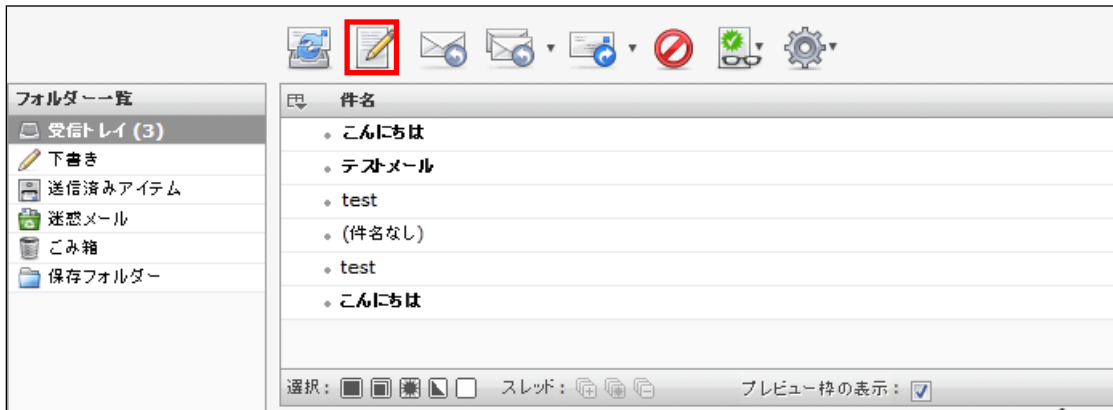 フォルダー一覧
受信トレイ (3)
下書き
送信済みアイテム
迷惑メール
ごみ箱
保存フォルダー
件名
こんにちは
テストメール
test
(件名なし)
test
こんにちは
選択: スレッド: プレビュー枠の表示: